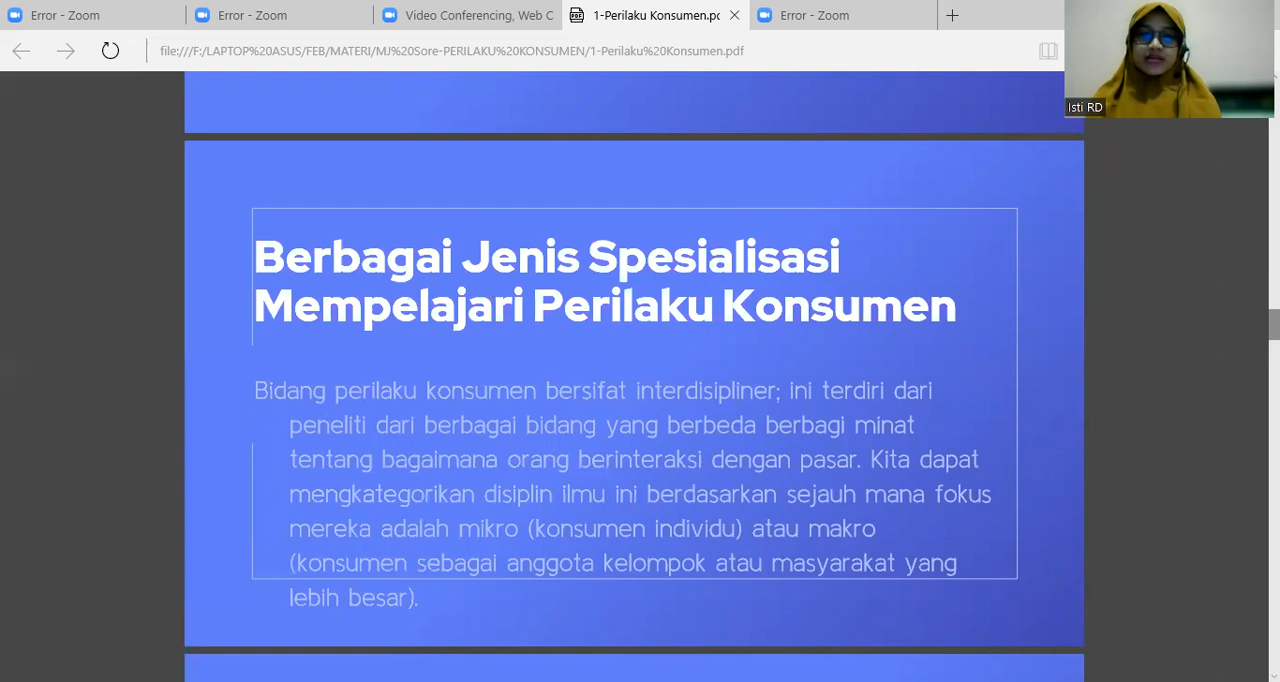 Error - Zoom
Error - Zoom
Video Conferencing, Web C
1-Perilaku Konsumen.pd
Error - Zoom
file:///F:/LAPTOP%20ASUS/FEB/MATERI/MJ%20Sore-PERILAKU%20KONSUMEN/1-Perilaku%20Konsumen.pdf
Isti RD
Berbagai Jenis Spesialisasi
Mempelajari Perilaku Konsumen
Bidang perilaku konsumen bersifat interdisipliner; ini terdiri dari
peneliti dari berbagai bidang yang berbeda berbagi minat
tentang bagaimana orang berinteraksi dengan pasar. Kita dapat
mengkategorikan disiplin ilmu ini berdasarkan sejauh mana fokus
mereka adalah mikro (konsumen individu) atau makro
(konsumen sebagai anggota kelompok atau masyarakat yang
lebih besar).